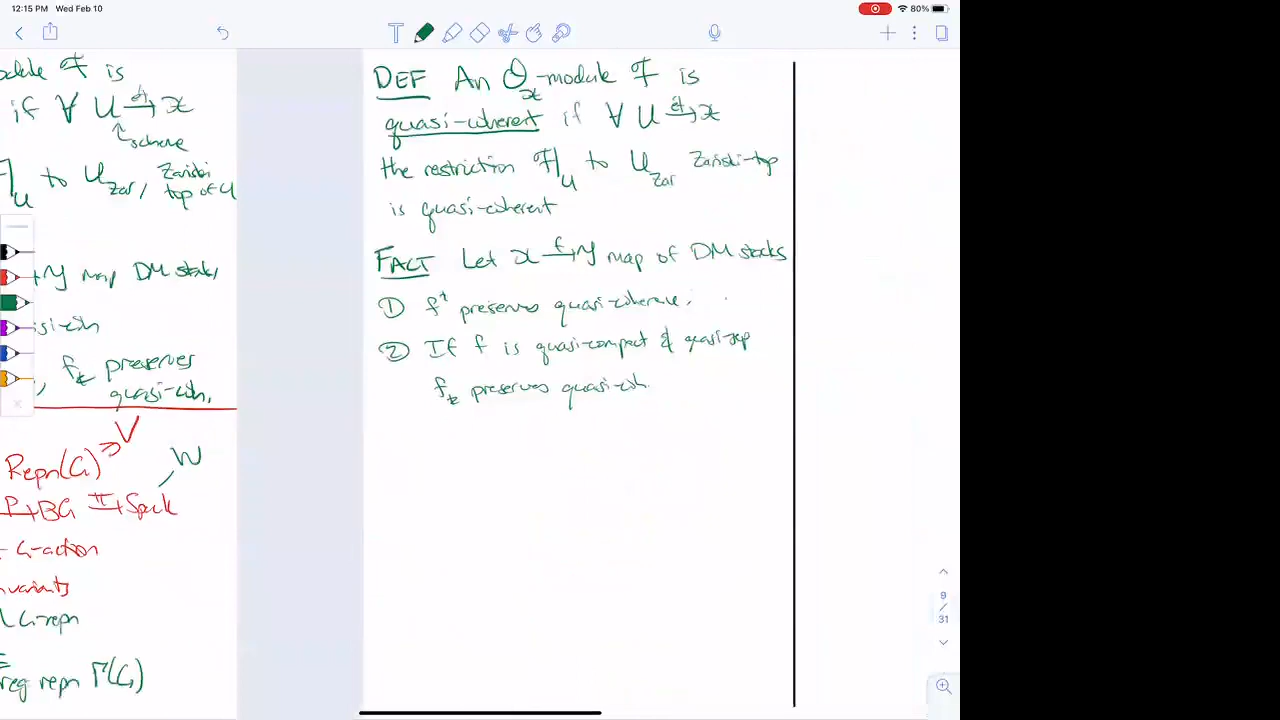 12:15 PM Wed Feb 10
80%
module F is
if ∀ U →ét X
scheme
F|_U to U_Zar, Zariski top of U
→ Y map DM stacks
quasi-coh
f_* preserves
quasi-coh.
V
Repn(G) ∋
W
P→ BG π→ Spec k
G-action
invariants
G-repn
reg repn Γ(G)
DEF An O_X-module F is
quasi-coherent if ∀ U →ét X
the restriction F|_U to U_Zar Zariski-top
is quasi-coherent
FACT Let X →f Y map of DM stacks
① f* preserves quasi-coherence.
② If f is quasi-compact & quasi-sep
f_* preserves quasi-coh.
9
/
31